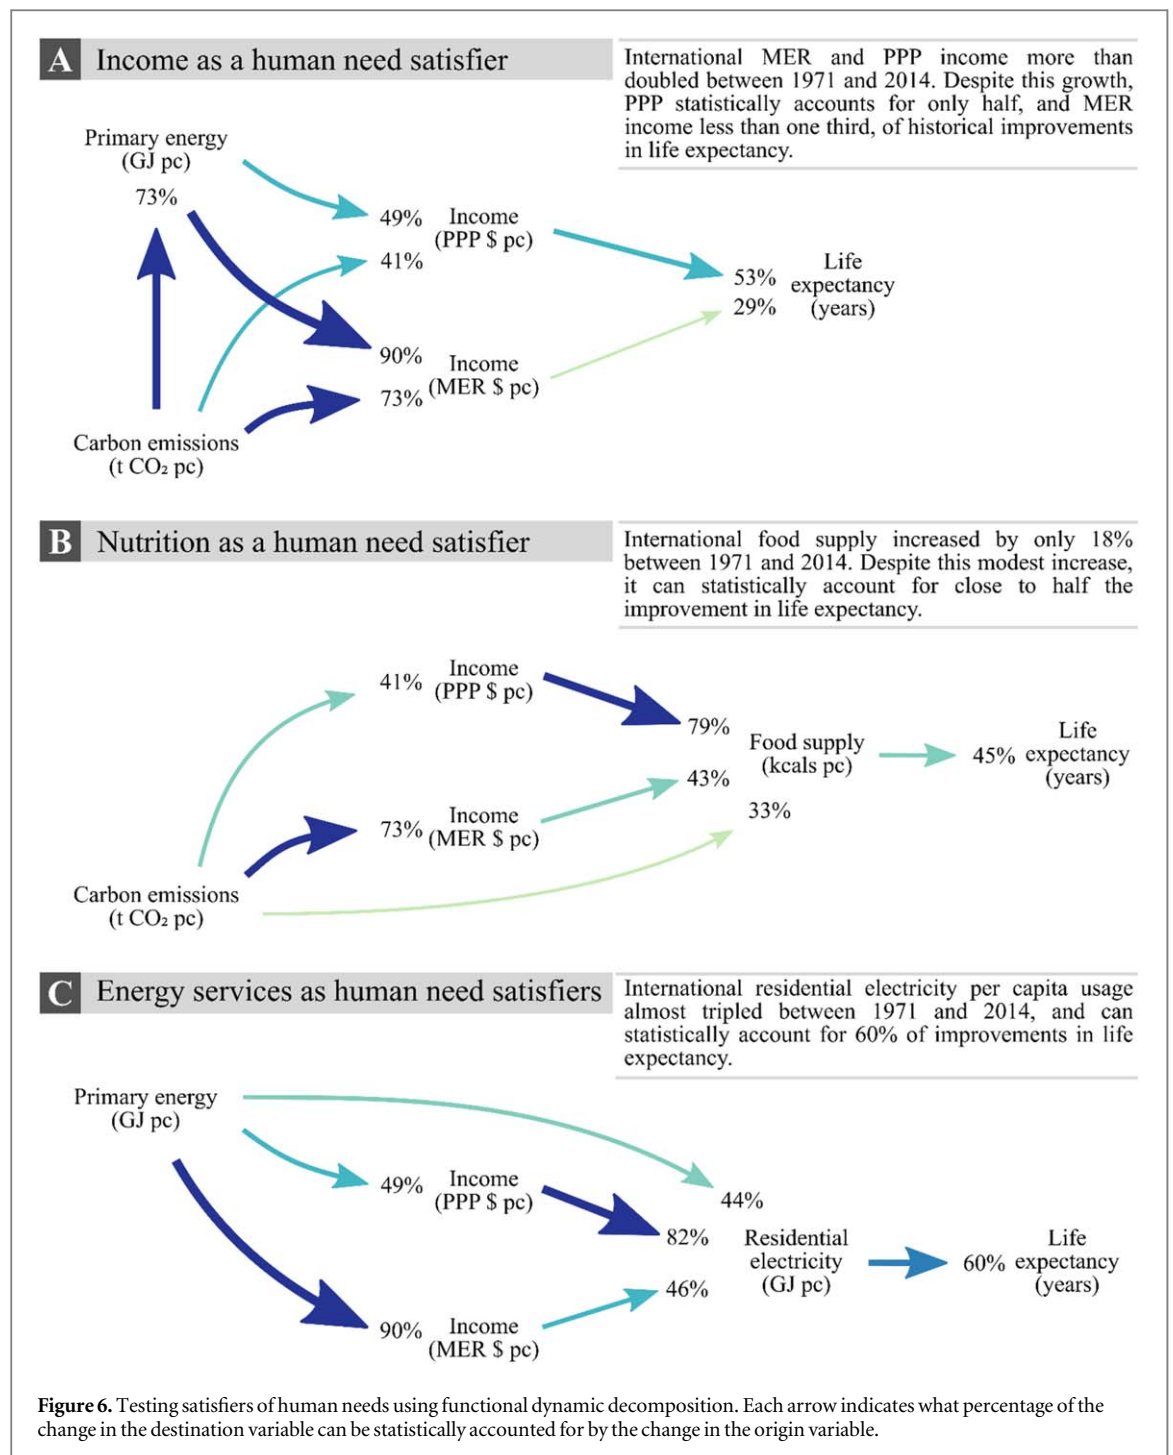 A Income as a human need satisfier
International MER and PPP income more than
doubled between 1971 and 2014. Despite this growth,
PPP statistically accounts for only half, and MER
income less than one third, of historical improvements
in life expectancy.
Primary energy
(GJ pc)
73%
49% Income
(PPP $ pc)
41%
53% Life
expectancy
29% (years)
90% Income
73% (MER $ pc)
Carbon emissions
(t CO₂ pc)
B Nutrition as a human need satisfier
International food supply increased by only 18%
between 1971 and 2014. Despite this modest increase,
it can statistically account for close to half the
improvement in life expectancy.
41% Income
(PPP $ pc)
79%
Food supply
(kcals pc)
43%
33%
45% Life
expectancy
(years)
73% Income
(MER $ pc)
Carbon emissions
(t CO₂ pc)
C Energy services as human need satisfiers
International residential electricity per capita usage
almost tripled between 1971 and 2014, and can
statistically account for 60% of improvements in life
expectancy.
Primary energy
(GJ pc)
49% Income
(PPP $ pc)
44%
82%
Residential
electricity
(GJ pc)
46%
60% Life
expectancy
(years)
90% Income
(MER $ pc)
Figure 6. Testing satisfiers of human needs using functional dynamic decomposition. Each arrow indicates what percentage of the
change in the destination variable can be statistically accounted for by the change in the origin variable.